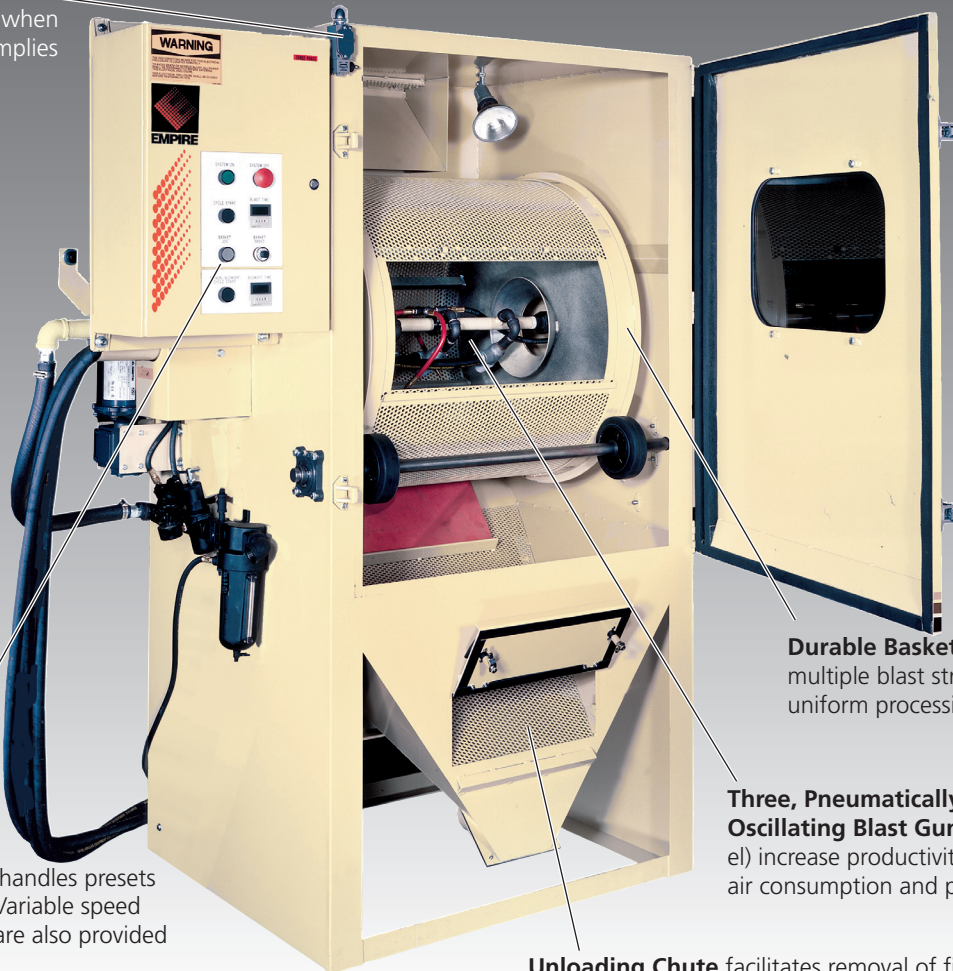 when
mplies
WARNING
EMPIRE
SYSTEM ON
SYSTEM OFF
CYCLE START
BLAST TIME
BASKET
JOG
BASKET
Durable Basket
multiple blast str
uniform processi
Three, Pneumatically
Oscillating Blast Gun
el) increase productivit
air consumption and p
handles presets
Variable speed
are also provided
Unloading Chute facilitates removal of fi